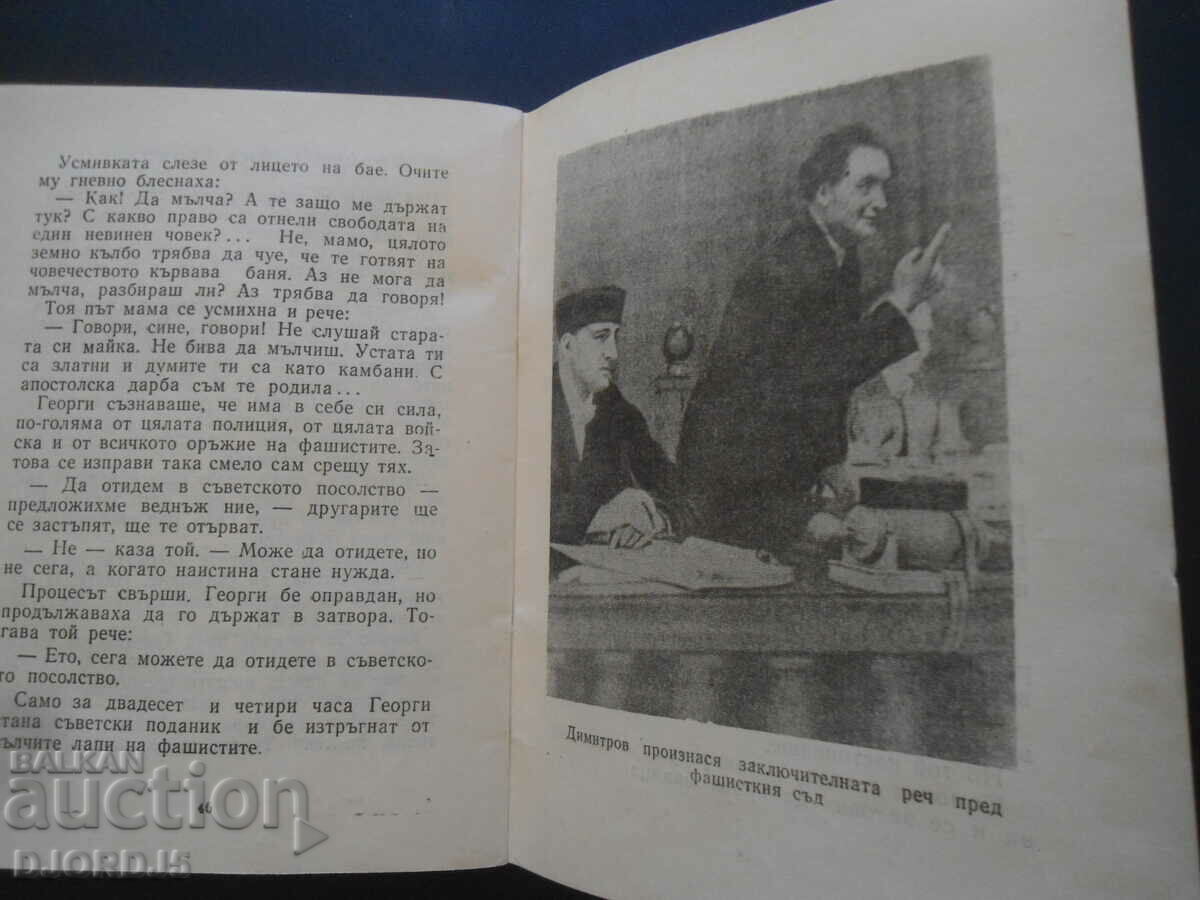 Усмивката слезе от лицето на бае. Очите
му гневно блеснаха:
— Как! Да мълча? А те защо ме държат
тук? С какво право са отнели свободата на
един невинен човек?... Не, мамо, цялото
земно кълбо трябва да чуе, че те готвят на
човечеството кървава баня. Аз не мога да
мълча, разбираш ли? Аз трябва да говоря!
Тоя път мама се усмихна и рече:
— Говори, сине, говори! Не слушай стара-
та си майка. Не бива да мълчиш. Устата ти
са златни и думите ти са като камбани. С
апостолска дарба съм те родила...
Георги съзнаваше, че има в себе си сила,
по-голяма от цялата полиция, от цялата вой-
ска и от всичкото оръжие на фашистите. За-
това се изправи така смело сам срещу тях.
— Да отидем в съветското посолство —
предложихме веднъж ние, — другарите ще
се застъпят, ще те отърват.
— Не — каза той. — Може да отидете, но
не сега, а когато наистина стане нужда.
Процесът свърши. Георги бе оправдан, но
продължаваха да го държат в затвора. То-
гава той рече:
— Ето, сега можете да отидете в съветско-
то посолство.
Само за двадесет и четири часа Георги
тана съветски поданик и бе изтръгнат от
ълчите лапи на фашистите.
40
Димитров произнася заключителната реч пред
фашисткия съд
BALKAN
auction
D.JORD.15